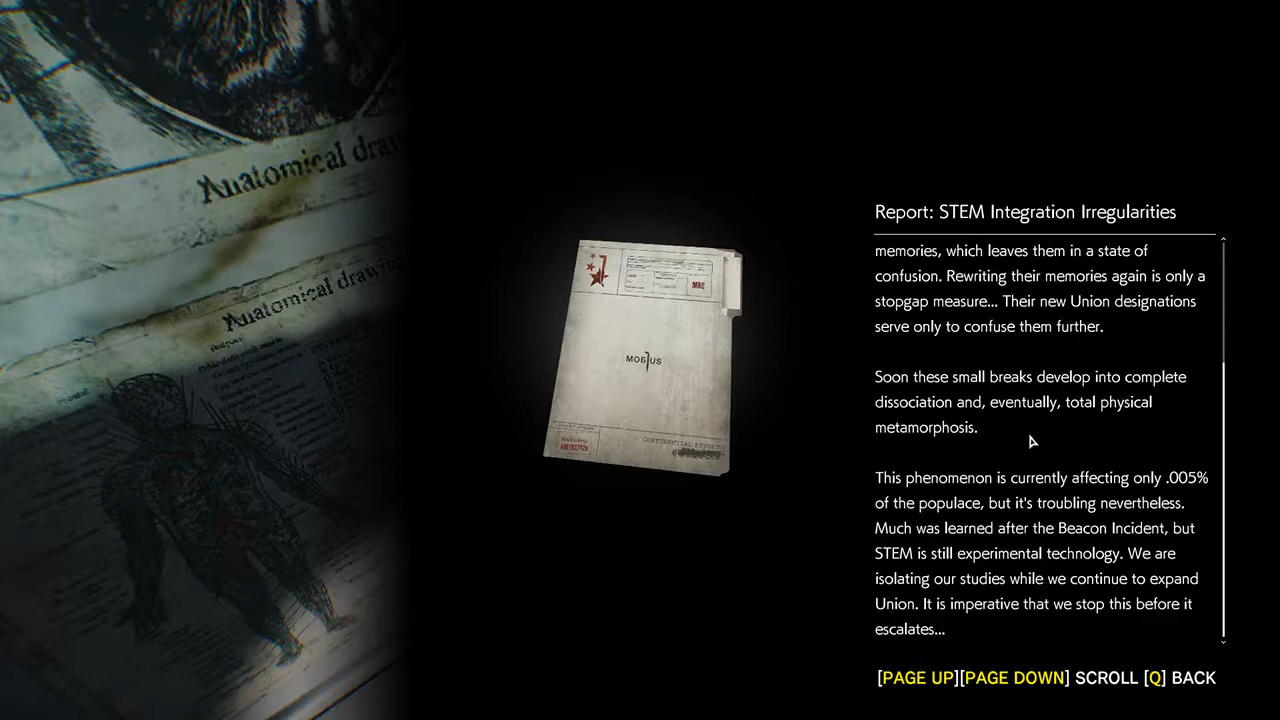 Anatomical
Anatomical drawin
MBS
MOBIUS
CONFIDENTIAL REPORT
Report: STEM Integration Irregularities
memories, which leaves them in a state of
confusion. Rewriting their memories again is only a
stopgap measure... Their new Union designations
serve only to confuse them further.
Soon these small breaks develop into complete
dissociation and, eventually, total physical
metamorphosis.
This phenomenon is currently affecting only .005%
of the populace, but it's troubling nevertheless.
Much was learned after the Beacon Incident, but
STEM is still experimental technology. We are
isolating our studies while we continue to expand
Union. It is imperative that we stop this before it
escalates...
[PAGE UP][PAGE DOWN] SCROLL [Q] BACK